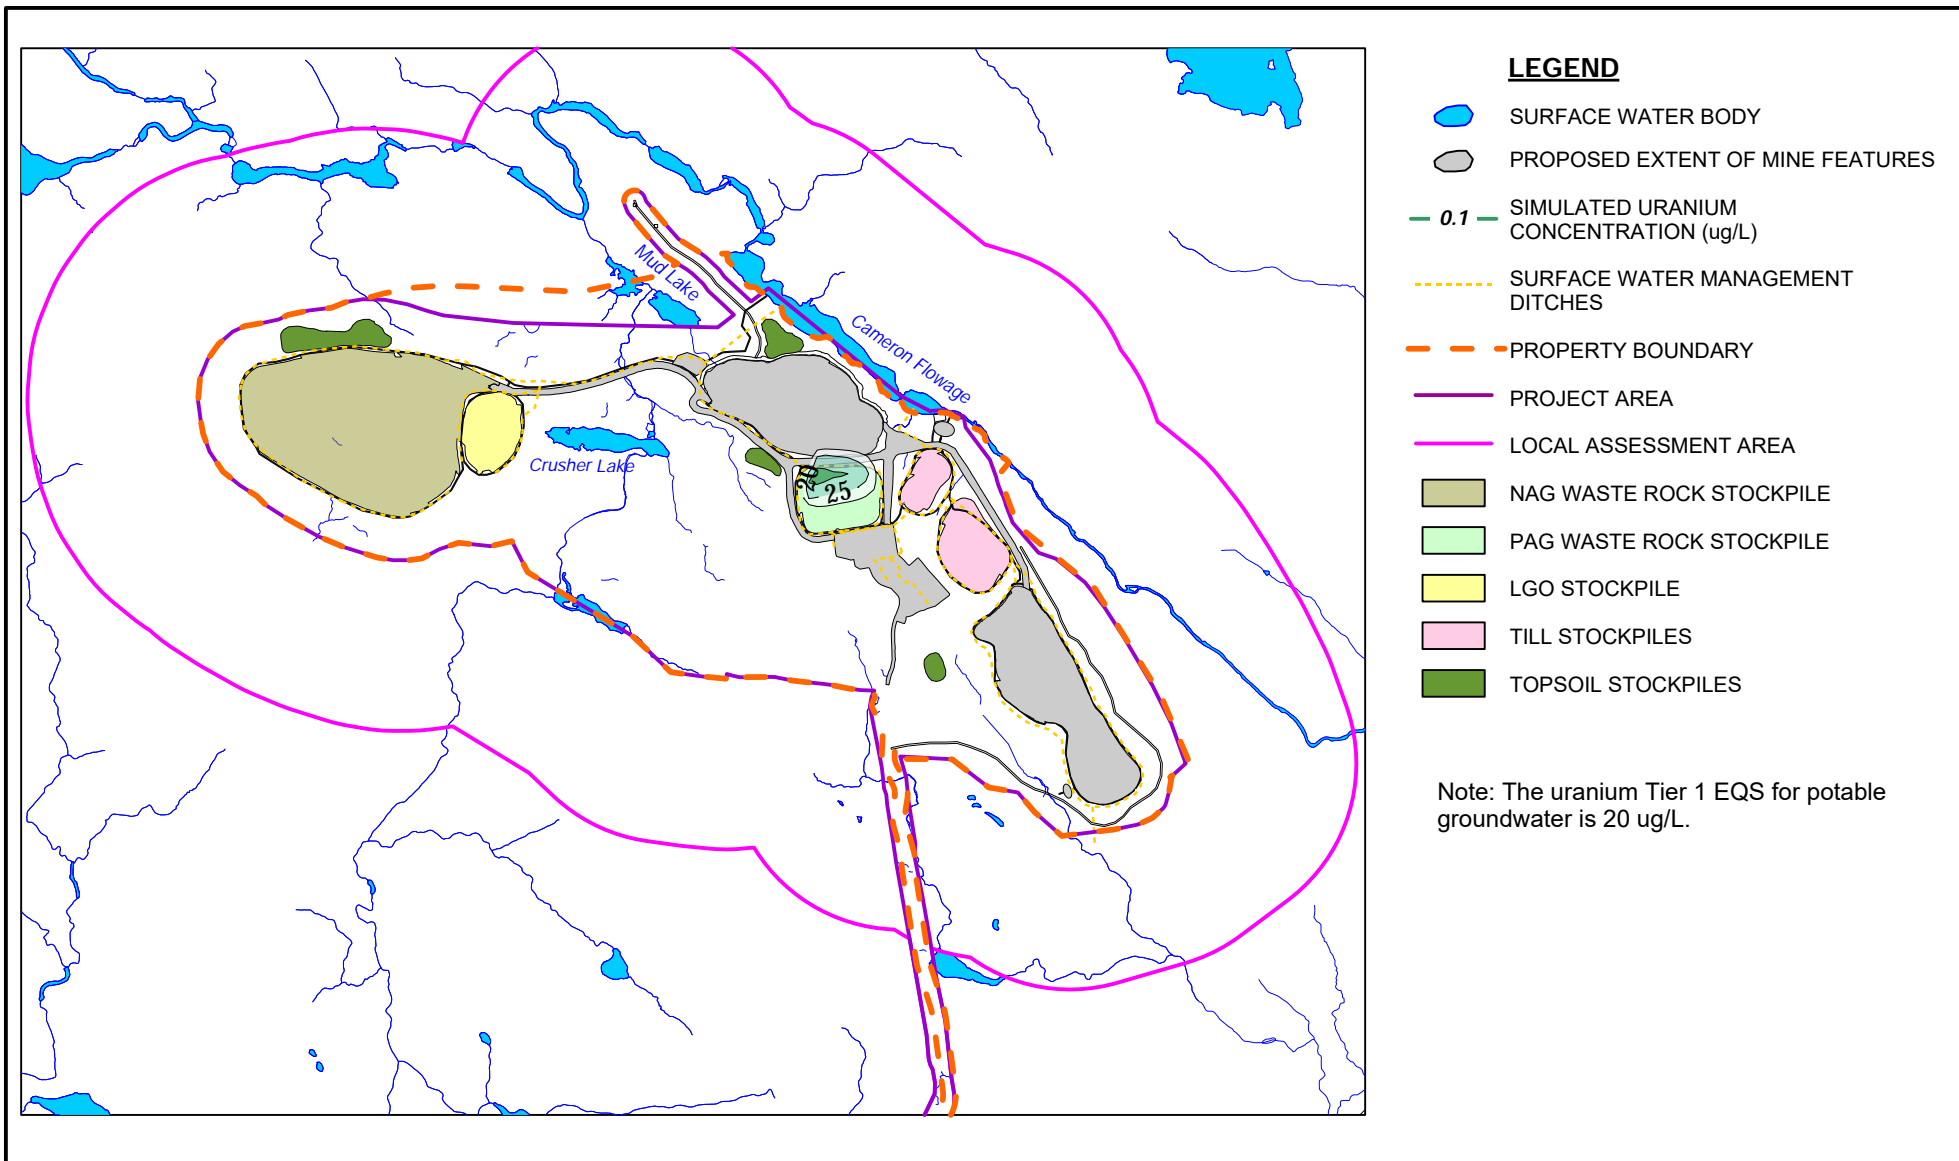 LEGEND
SURFACE WATER BODY
PROPOSED EXTENT OF MINE FEATURES
0.1
SIMULATED URANIUM
CONCENTRATION (ug/L)
SURFACE WATER MANAGEMENT
DITCHES
PROPERTY BOUNDARY
PROJECT AREA
LOCAL ASSESSMENT AREA
NAG WASTE ROCK STOCKPILE
PAG WASTE ROCK STOCKPILE
LGO STOCKPILE
TILL STOCKPILES
TOPSOIL STOCKPILES
Note: The uranium Tier 1 EQS for potable
groundwater is 20 ug/L.
Mud Lake
Cameron Flowage
Crusher Lake
20
25